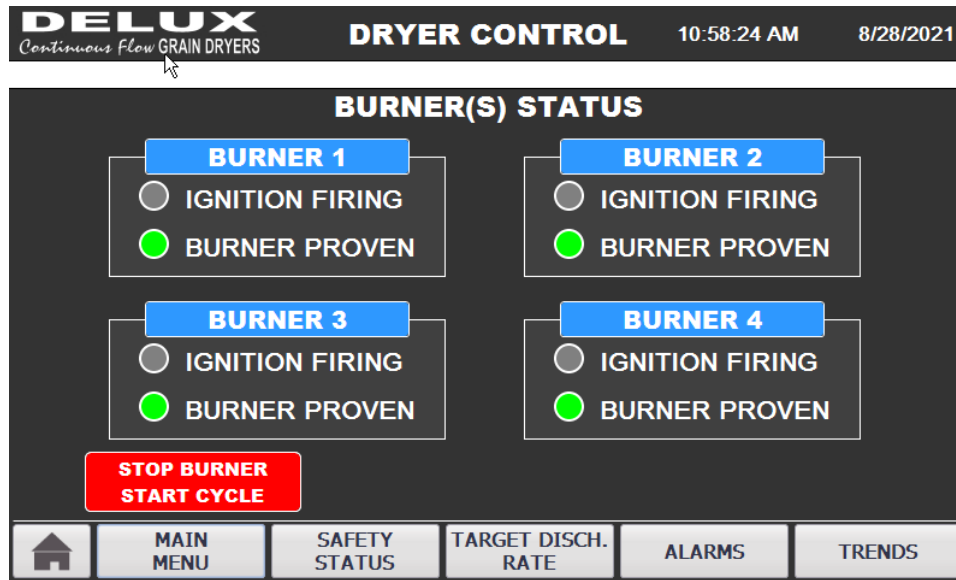 DELUX
Continuous Flow GRAIN DRYERS
DRYER CONTROL
10:58:24 AM
8/28/2021
BURNER(S) STATUS
BURNER 1
IGNITION FIRING
BURNER PROVEN
BURNER 2
IGNITION FIRING
BURNER PROVEN
BURNER 3
IGNITION FIRING
BURNER PROVEN
BURNER 4
IGNITION FIRING
BURNER PROVEN
STOP BURNER
START CYCLE
MAIN
MENU
SAFETY
STATUS
TARGET DISCH.
RATE
ALARMS
TRENDS